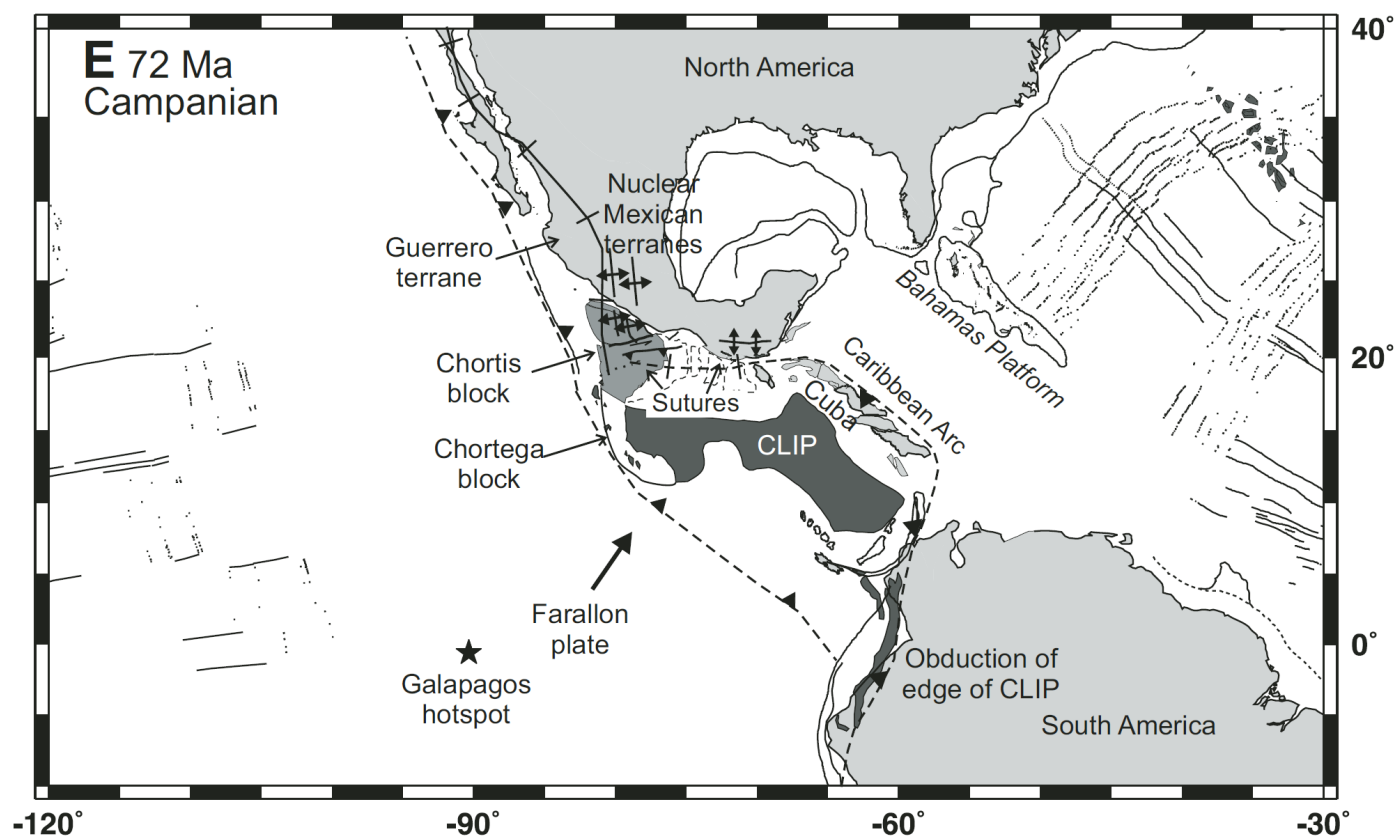 E 72 Ma
Campanian
North America
40°
Nuclear
Mexican
terranes
Guerrero
terrane
Bahamas Platform
Chortis
block
Caribbean Arc
20°
Sutures
Cuba
Chortega
block
CLIP
Farallon
plate
Galapagos
hotspot
0°
Obduction of
edge of CLIP
South America
-120°
-90°
-60°
-30°